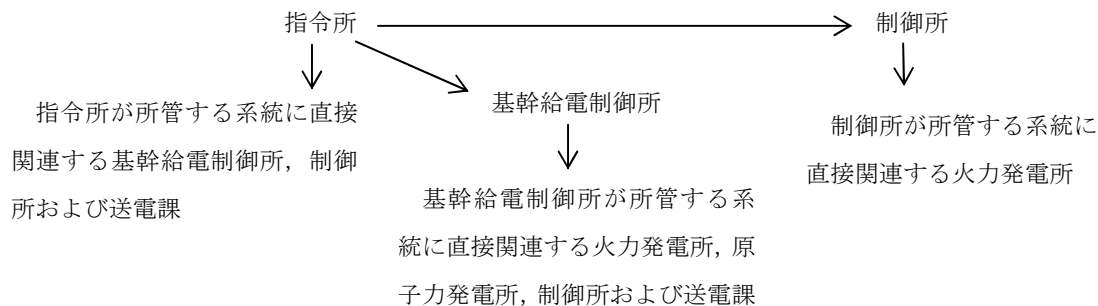 指令所
制御所
指令所が所管する系統に直接
関連する基幹給電制御所，制御
所および送電課
基幹給電制御所
基幹給電制御所が所管する系
統に直接関連する火力発電所，原
子力発電所，制御所および送電課
制御所が所管する系統に
直接関連する火力発電所